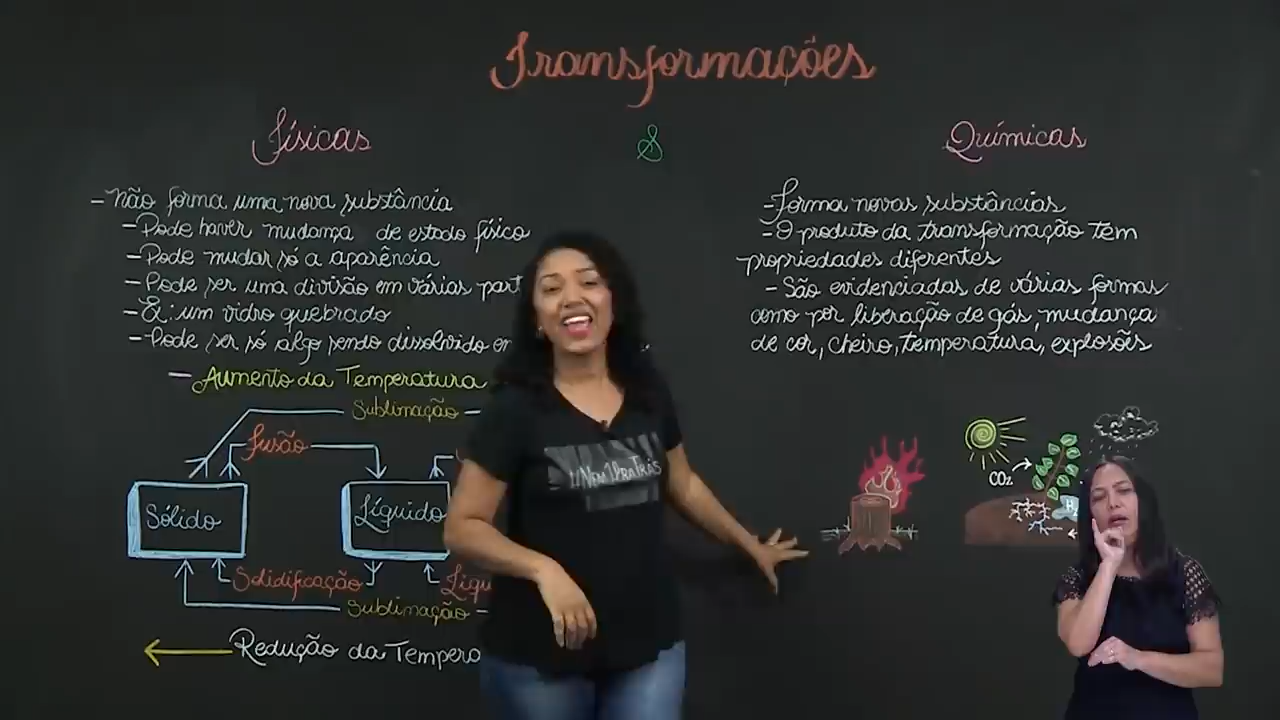 Transformações
Físicas
&
Químicas
- não forma uma nova substância
- Pode haver mudança de estado físico
- Pode mudar só a aparência
- Pode ser uma divisão em várias part
- Ex: um vidro quebrado
- Pode ser só algo sendo dissolvido em
- Aumento da Temperatura
Sublimação
Fusão
Sólido
Líquido
Solidificação
Liqu
Sublimação
Redução da Tempera
- Forma novas substâncias
- O produto da transformação tem
propriedades diferentes
- São evidenciadas de várias formas
como por liberação de gás, mudança
de cor, cheiro, temperatura, explosões
CO₂
#NEM1PRATRÁS